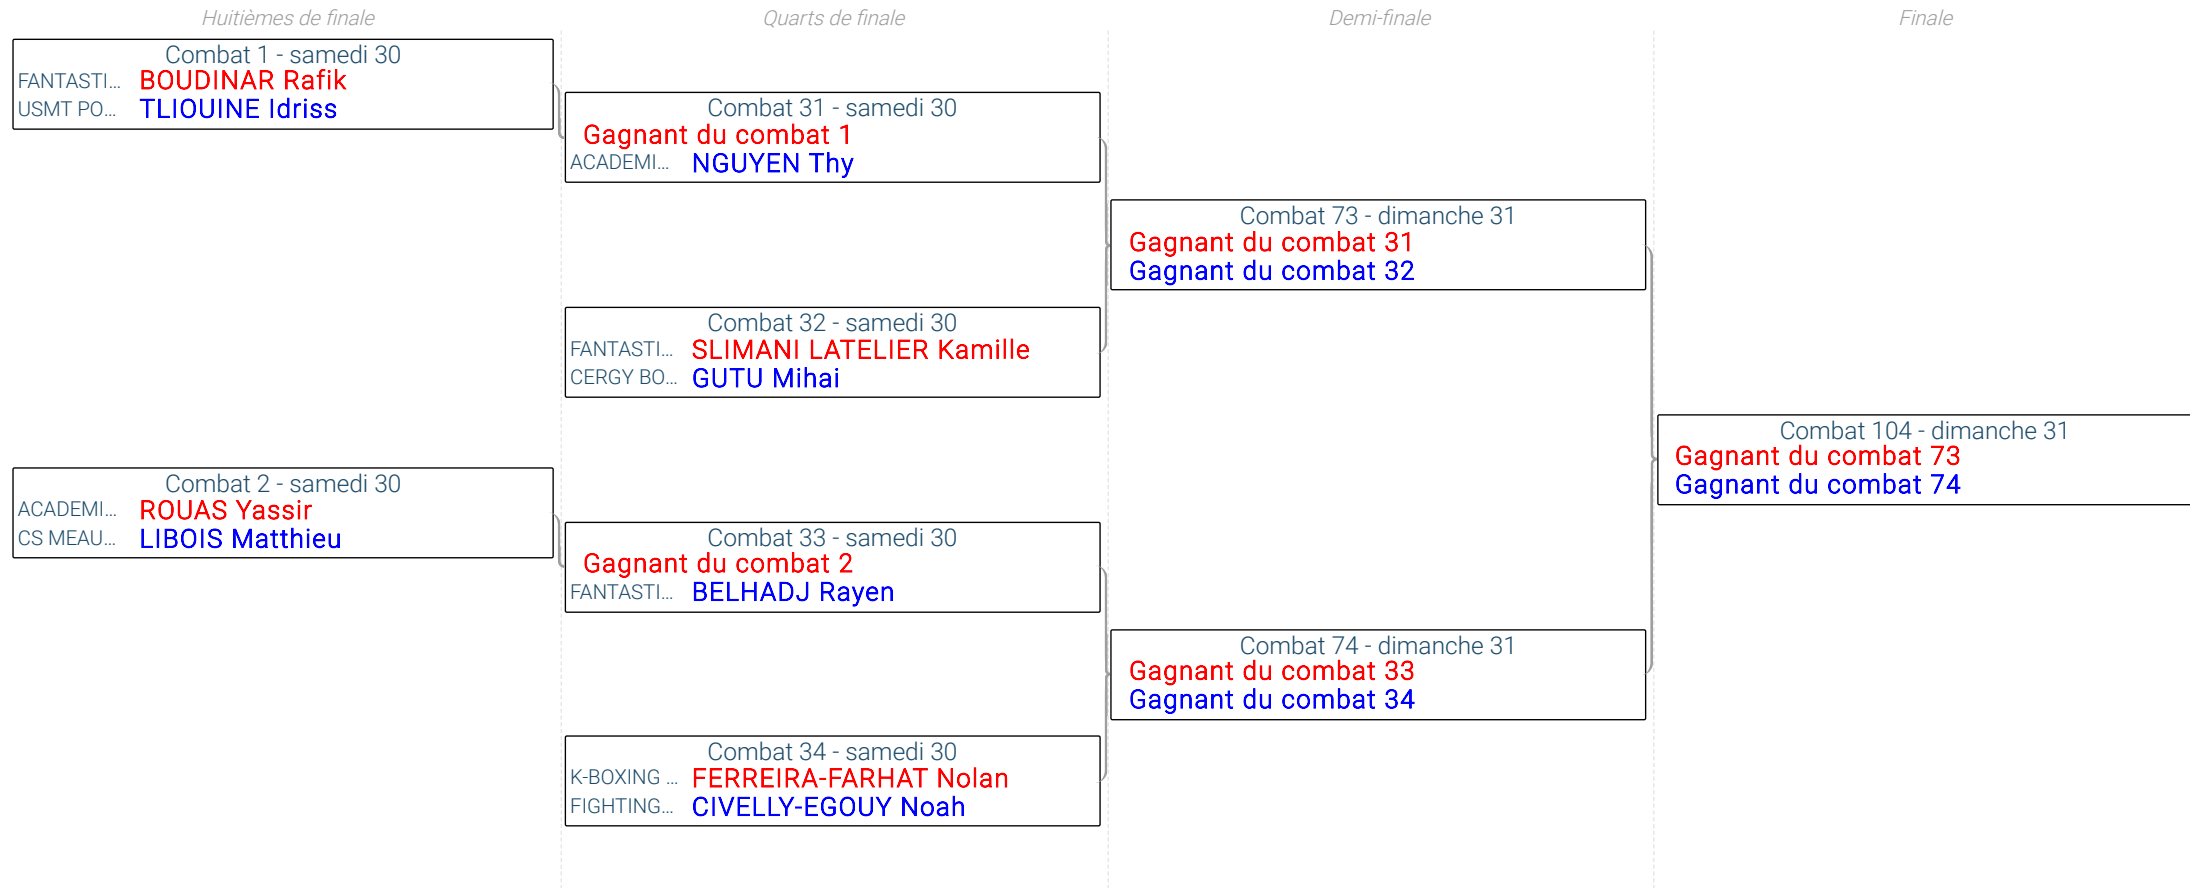 Huitièmes de finale
Quarts de finale
Demi-finale
Finale
Combat 1 - samedi 30
FANTASTI... BOUDINAR Rafik
USMT PO... TLIOUINE Idriss
Combat 2 - samedi 30
ACADEMI... ROUAS Yassir
CS MEAU... LIBOIS Matthieu
Combat 31 - samedi 30
Gagnant du combat 1
ACADEMI... NGUYEN Thy
Combat 32 - samedi 30
FANTASTI... SLIMANI LATELIER Kamille
CERGY BO... GUTU Mihai
Combat 33 - samedi 30
Gagnant du combat 2
FANTASTI... BELHADJ Rayen
Combat 34 - samedi 30
K-BOXING ... FERREIRA-FARHAT Nolan
FIGHTING... CIVELLY-EGOUY Noah
Combat 73 - dimanche 31
Gagnant du combat 31
Gagnant du combat 32
Combat 74 - dimanche 31
Gagnant du combat 33
Gagnant du combat 34
Combat 104 - dimanche 31
Gagnant du combat 73
Gagnant du combat 74